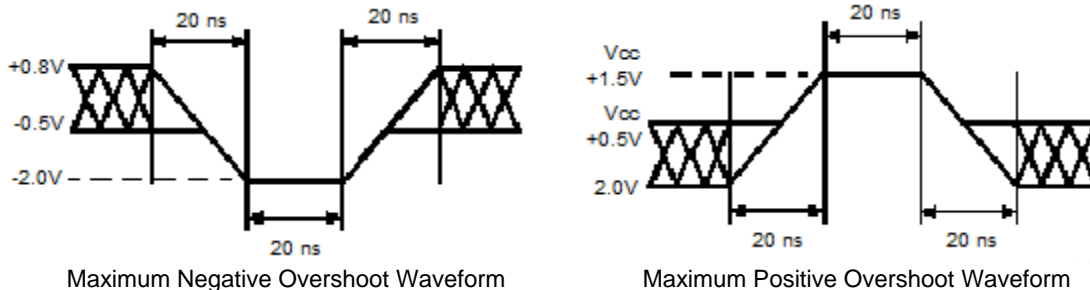 20 ns
20 ns
+0.8V
-0.5V
-2.0V
20 ns
Maximum Negative Overshoot Waveform
20 ns
Vcc
+1.5V
Vcc
+0.5V
2.0V
20 ns
20 ns
Maximum Positive Overshoot Waveform